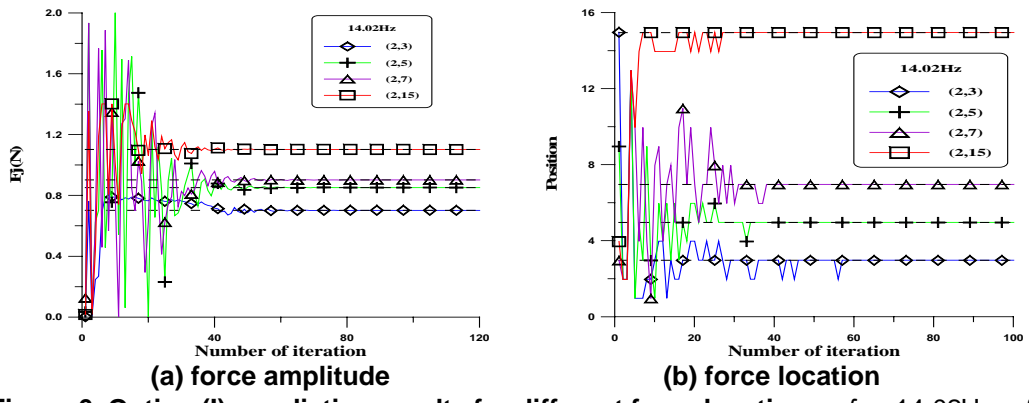 2.0
1.6
1.2
0.8
0.4
0.0
Fj(N)
14.02Hz
(2,3)
(2,5)
(2,7)
(2,15)
0 20 40 60 80 100 120
Number of iteration
(a) force amplitude
16
12
8
4
0
Position
14.02Hz
(2,3)
(2,5)
(2,7)
(2,15)
0 20 40 60 80 100
Number of iteration
(b) force location